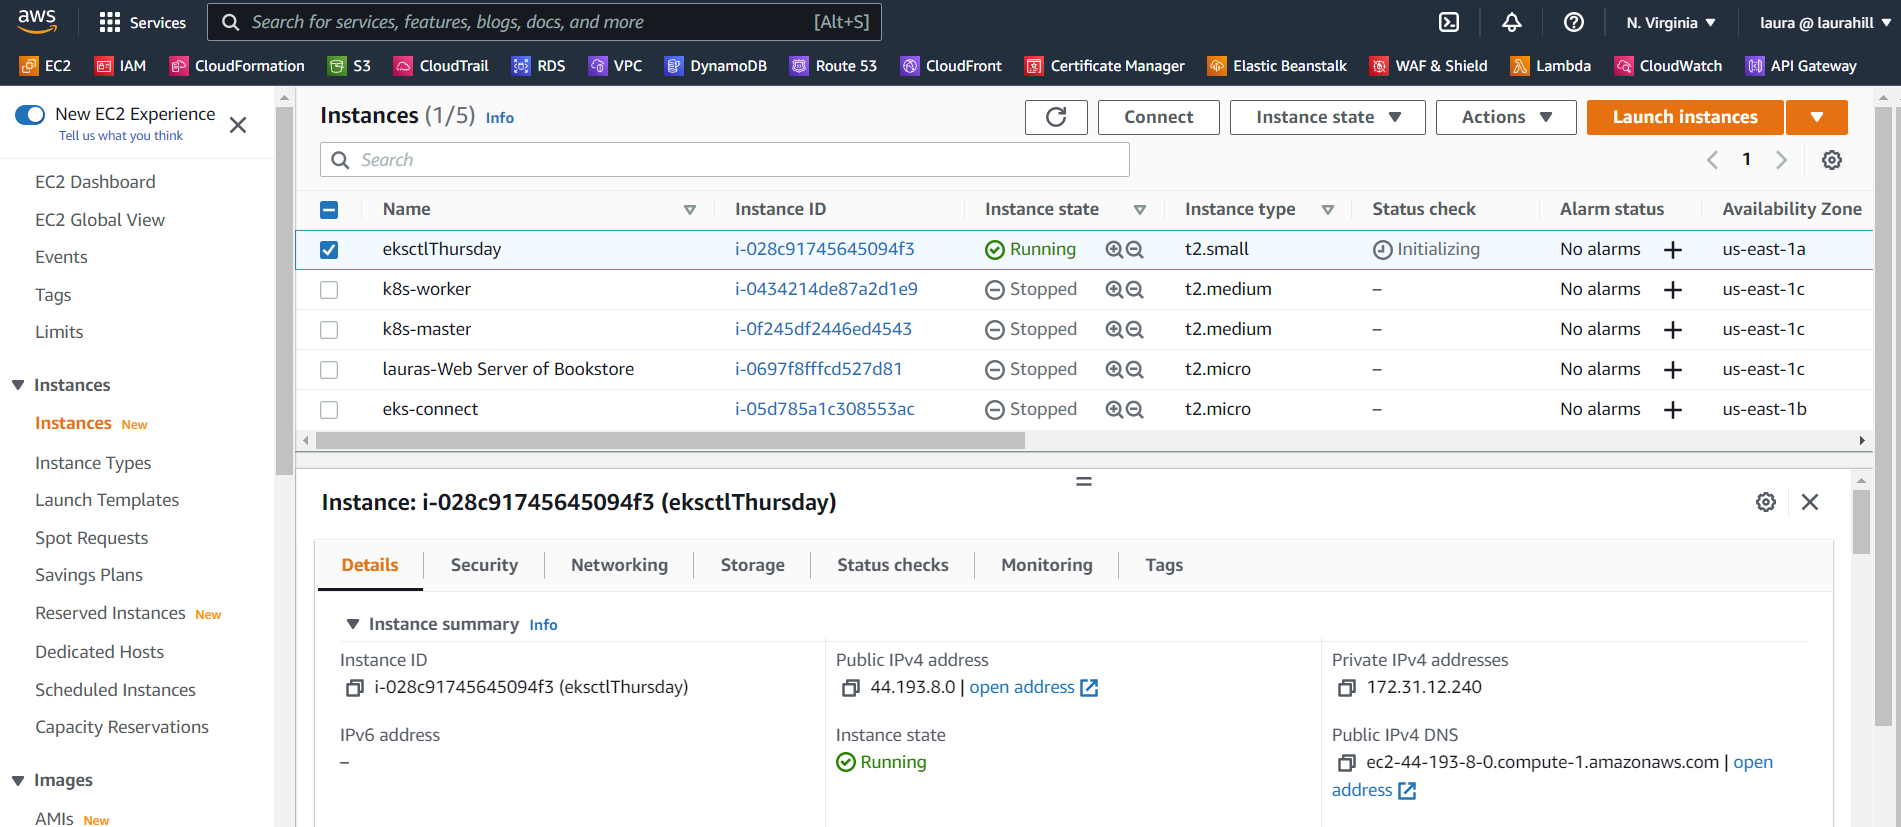 aws Services Search for services, features, blogs, docs, and more [Alt+S] N. Virginia laura @ laurahill
EC2 IAM CloudFormation S3 CloudTrail RDS VPC DynamoDB Route 53 CloudFront Certificate Manager Elastic Beanstalk WAF & Shield Lambda CloudWatch API Gateway
New EC2 Experience
Tell us what you think
EC2 Dashboard
EC2 Global View
Events
Tags
Limits
Instances
Instances New
Instance Types
Launch Templates
Spot Requests
Savings Plans
Reserved Instances New
Dedicated Hosts
Scheduled Instances
Capacity Reservations
Images
AMIs New
Instances (1/5) Info Connect Instance state Actions Launch instances
Search 1
Name Instance ID Instance state Instance type Status check Alarm status Availability Zone
eksctlThursday i-028c91745645094f3 Running t2.small Initializing No alarms + us-east-1a
k8s-worker i-0434214de87a2d1e9 Stopped t2.medium – No alarms + us-east-1c
k8s-master i-0f245df2446ed4543 Stopped t2.medium – No alarms + us-east-1c
lauras-Web Server of Bookstore i-0697f8fffcd527d81 Stopped t2.micro – No alarms + us-east-1c
eks-connect i-05d785a1c308553ac Stopped t2.micro – No alarms + us-east-1b
Instance: i-028c91745645094f3 (eksctlThursday)
Details Security Networking Storage Status checks Monitoring Tags
Instance summary Info
Instance ID
i-028c91745645094f3 (eksctlThursday)
Public IPv4 address
44.193.8.0 | open address
Private IPv4 addresses
172.31.12.240
IPv6 address
–
Instance state
Running
Public IPv4 DNS
ec2-44-193-8-0.compute-1.amazonaws.com | open
address